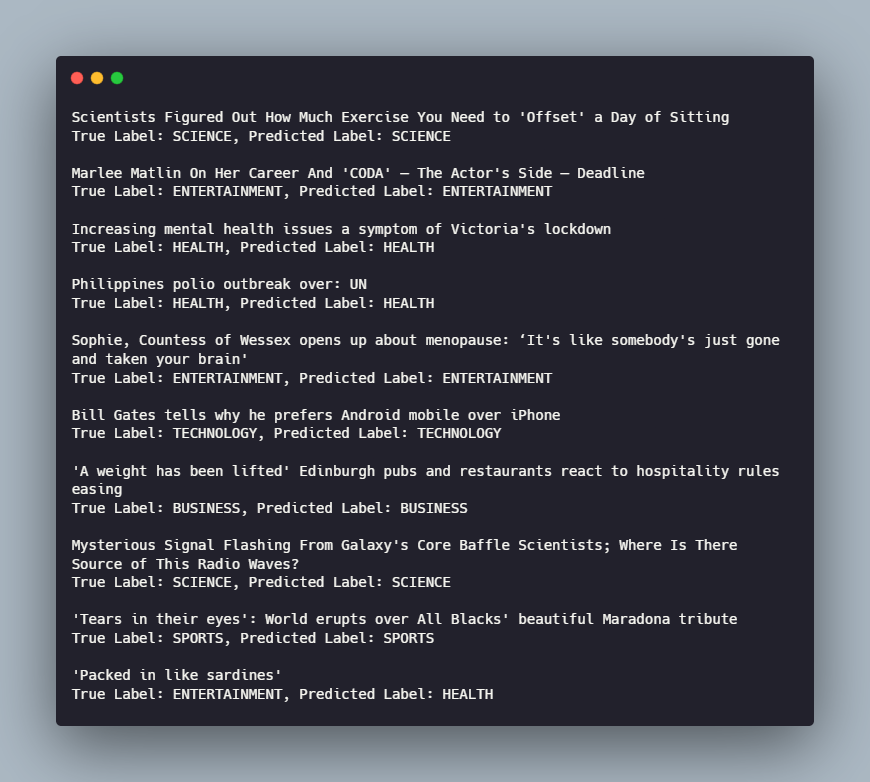 Scientists Figured Out How Much Exercise You Need to 'Offset' a Day of Sitting
True Label: SCIENCE, Predicted Label: SCIENCE
Marlee Matlin On Her Career And 'CODA' – The Actor's Side – Deadline
True Label: ENTERTAINMENT, Predicted Label: ENTERTAINMENT
Increasing mental health issues a symptom of Victoria's lockdown
True Label: HEALTH, Predicted Label: HEALTH
Philippines polio outbreak over: UN
True Label: HEALTH, Predicted Label: HEALTH
Sophie, Countess of Wessex opens up about menopause: ‘It's like somebody's just gone
and taken your brain'
True Label: ENTERTAINMENT, Predicted Label: ENTERTAINMENT
Bill Gates tells why he prefers Android mobile over iPhone
True Label: TECHNOLOGY, Predicted Label: TECHNOLOGY
'A weight has been lifted' Edinburgh pubs and restaurants react to hospitality rules
easing
True Label: BUSINESS, Predicted Label: BUSINESS
Mysterious Signal Flashing From Galaxy's Core Baffle Scientists; Where Is There
Source of This Radio Waves?
True Label: SCIENCE, Predicted Label: SCIENCE
'Tears in their eyes': World erupts over All Blacks' beautiful Maradona tribute
True Label: SPORTS, Predicted Label: SPORTS
'Packed in like sardines'
True Label: ENTERTAINMENT, Predicted Label: HEALTH